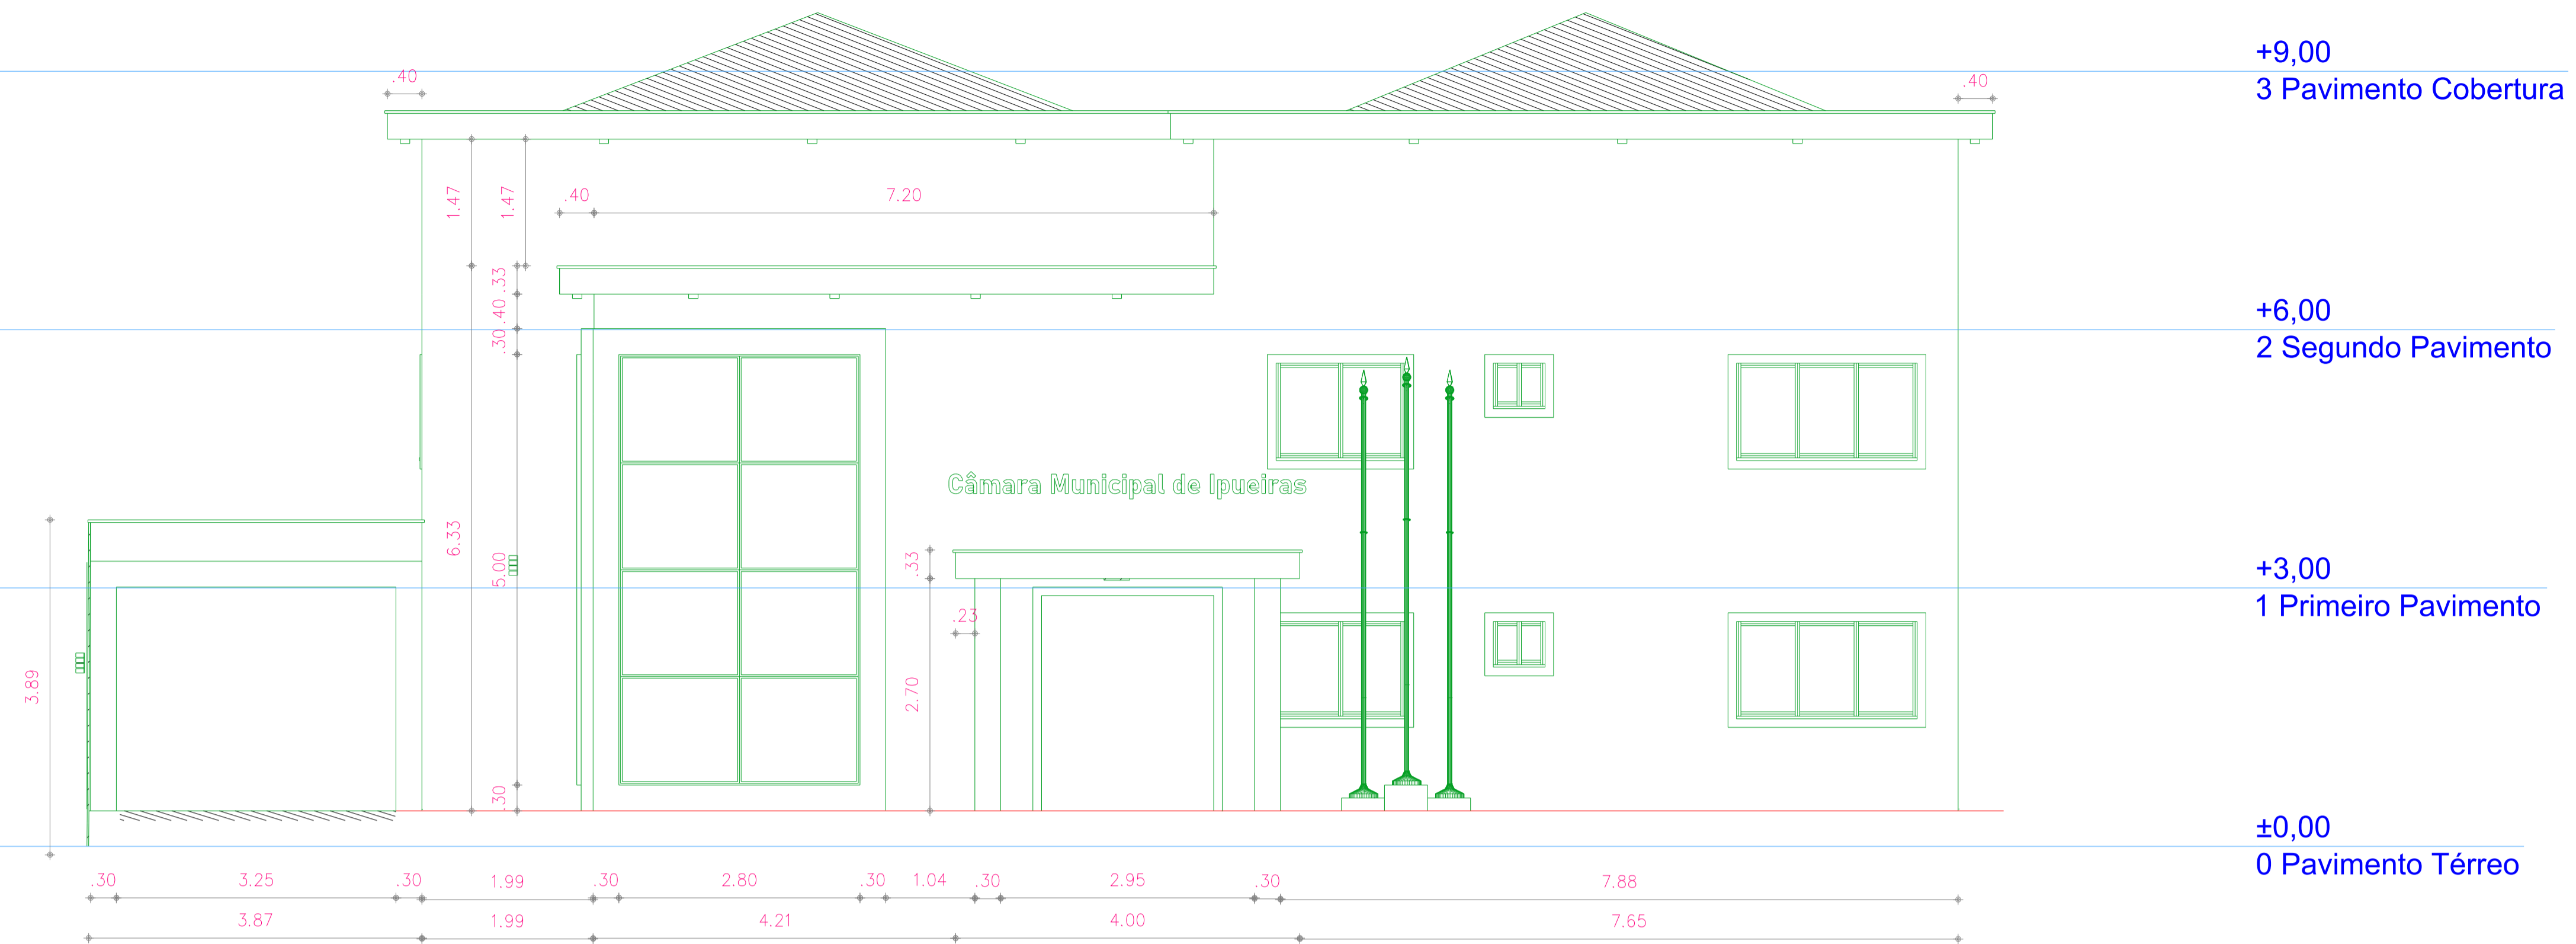 +9,00
3 Pavimento Cobertura
.40
.40
1.47
1.47
.40
7.20
.33
.40
.30
+6,00
2 Segundo Pavimento
Câmara Municipal de Ipueiras
6.33
5.00
.33
+3,00
1 Primeiro Pavimento
.23
3.89
2.70
.30
±0,00
0 Pavimento Térreo
.30 3.25 .30 1.99 .30 2.80 .30 1.04 .30 2.95 .30 7.88
3.87 1.99 4.21 4.00 7.65